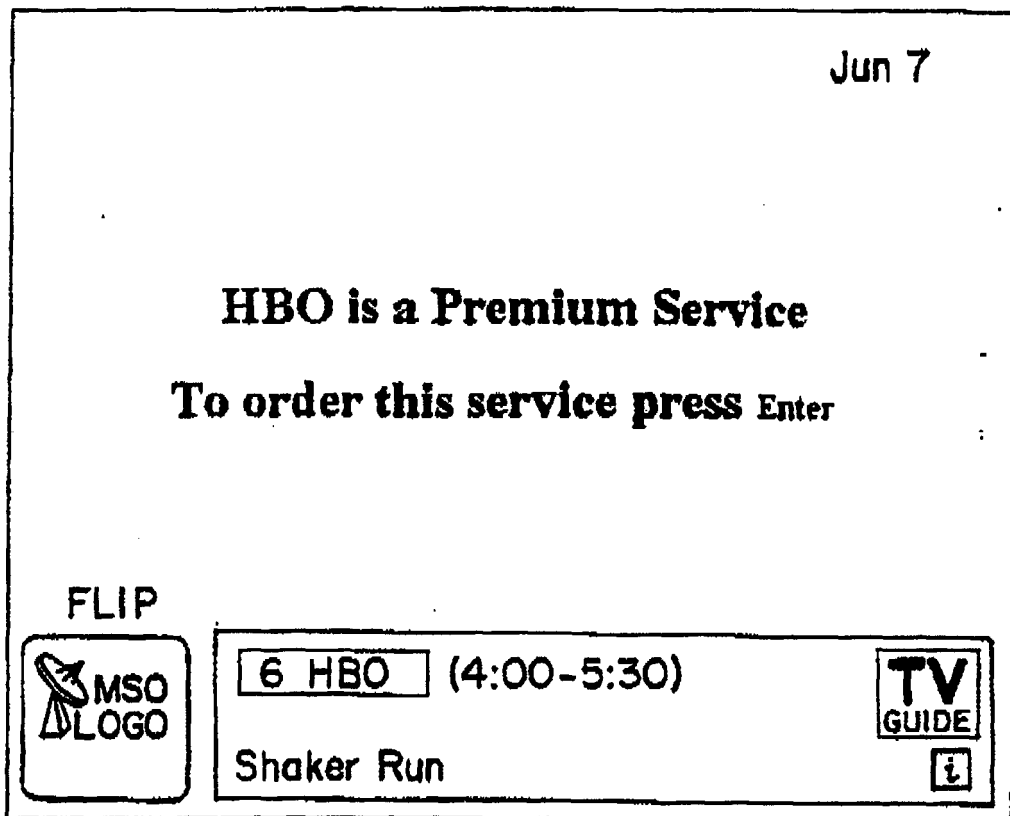 Jun 7
HBO is a Premium Service
To order this service press Enter
FLIP
MSO
LOGO
6 HBO (4:00-5:30)
Shaker Run
TV
GUIDE
i